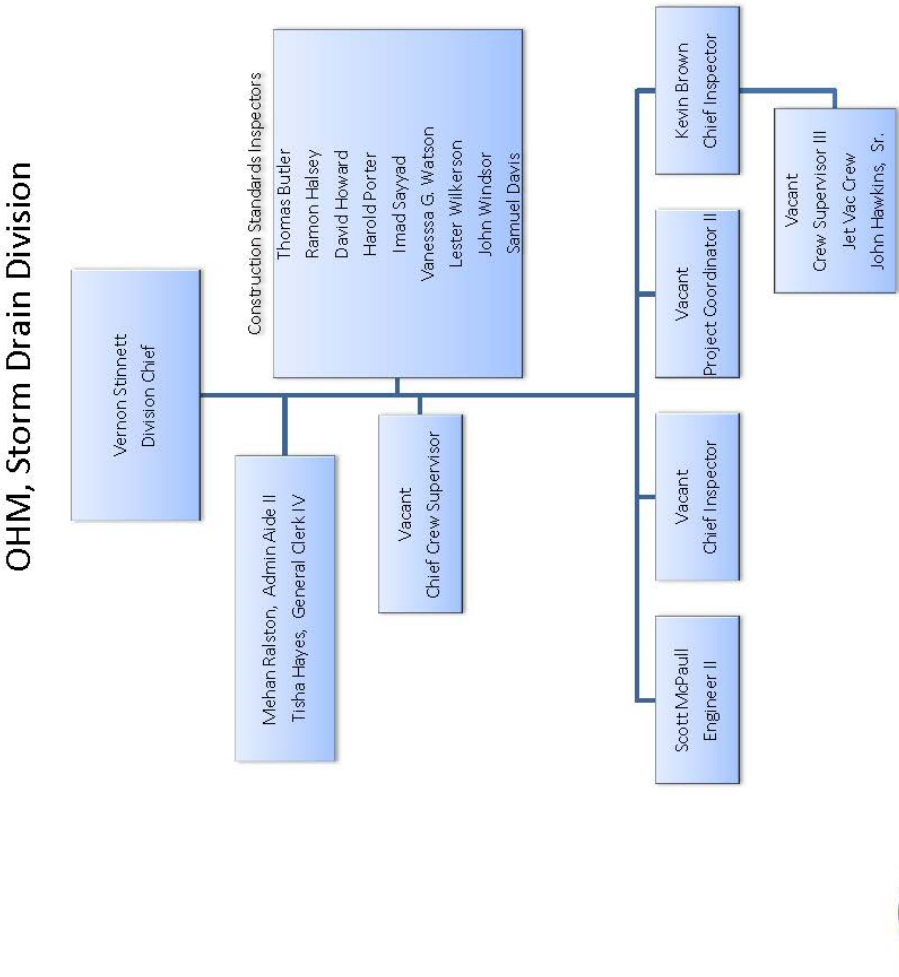 OHM, Storm Drain Division
Vernon Stinnett
Division Chief
Mehan Ralston, Admin Aide II
Tisha Hayes, General Clerk IV
Construction Standards Inspectors
Thomas Butler
Ramon Halsey
David Howard
Harold Porter
Imad Sayyad
Vanesssa G. Watson
Lester Wilkerson
John Windsor
Samuel Davis
Vacant
Chief Crew Supervisor
Scott McPaull
Engineer II
Vacant
Chief Inspector
Vacant
Project Coordinator II
Kevin Brown
Chief Inspector
Vacant
Crew Supervisor III
Jet Vac Crew
John Hawkins, Sr.